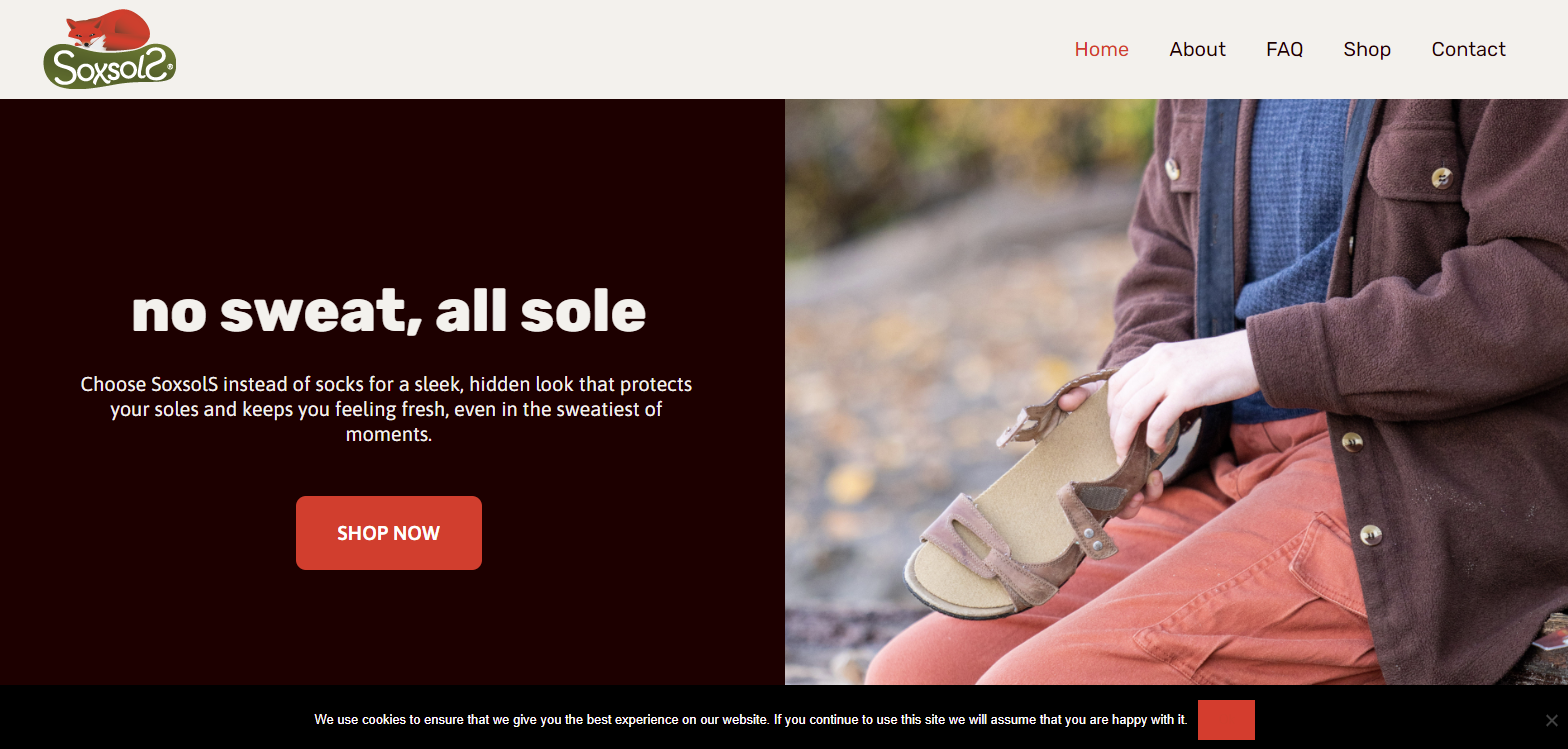 SoxsolS®
Home
About
FAQ
Shop
Contact
no sweat, all sole
Choose SoxsolS instead of socks for a sleek, hidden look that protects
your soles and keeps you feeling fresh, even in the sweatiest of
moments.
SHOP NOW
We use cookies to ensure that we give you the best experience on our website. If you continue to use this site we will assume that you are happy with it.